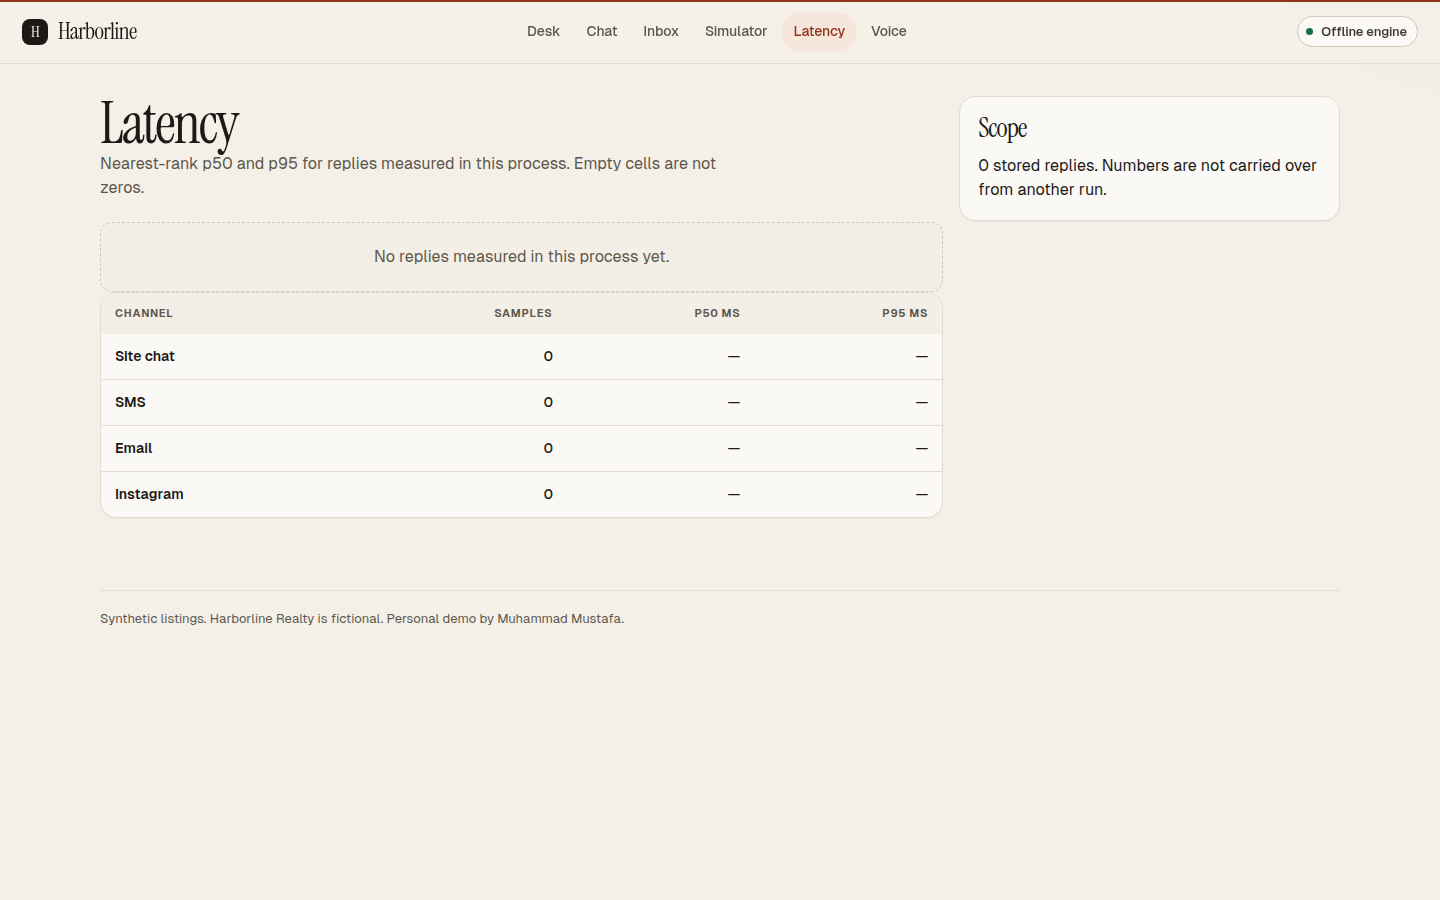 H Harborline
Desk Chat Inbox Simulator Latency Voice
Offline engine
Latency
Nearest-rank p50 and p95 for replies measured in this process. Empty cells are not
zeros.
Scope
0 stored replies. Numbers are not carried over
from another run.
No replies measured in this process yet.
CHANNEL SAMPLES P50 MS P95 MS
Site chat 0 — —
SMS 0 — —
Email 0 — —
Instagram 0 — —
Synthetic listings. Harborline Realty is fictional. Personal demo by Muhammad Mustafa.